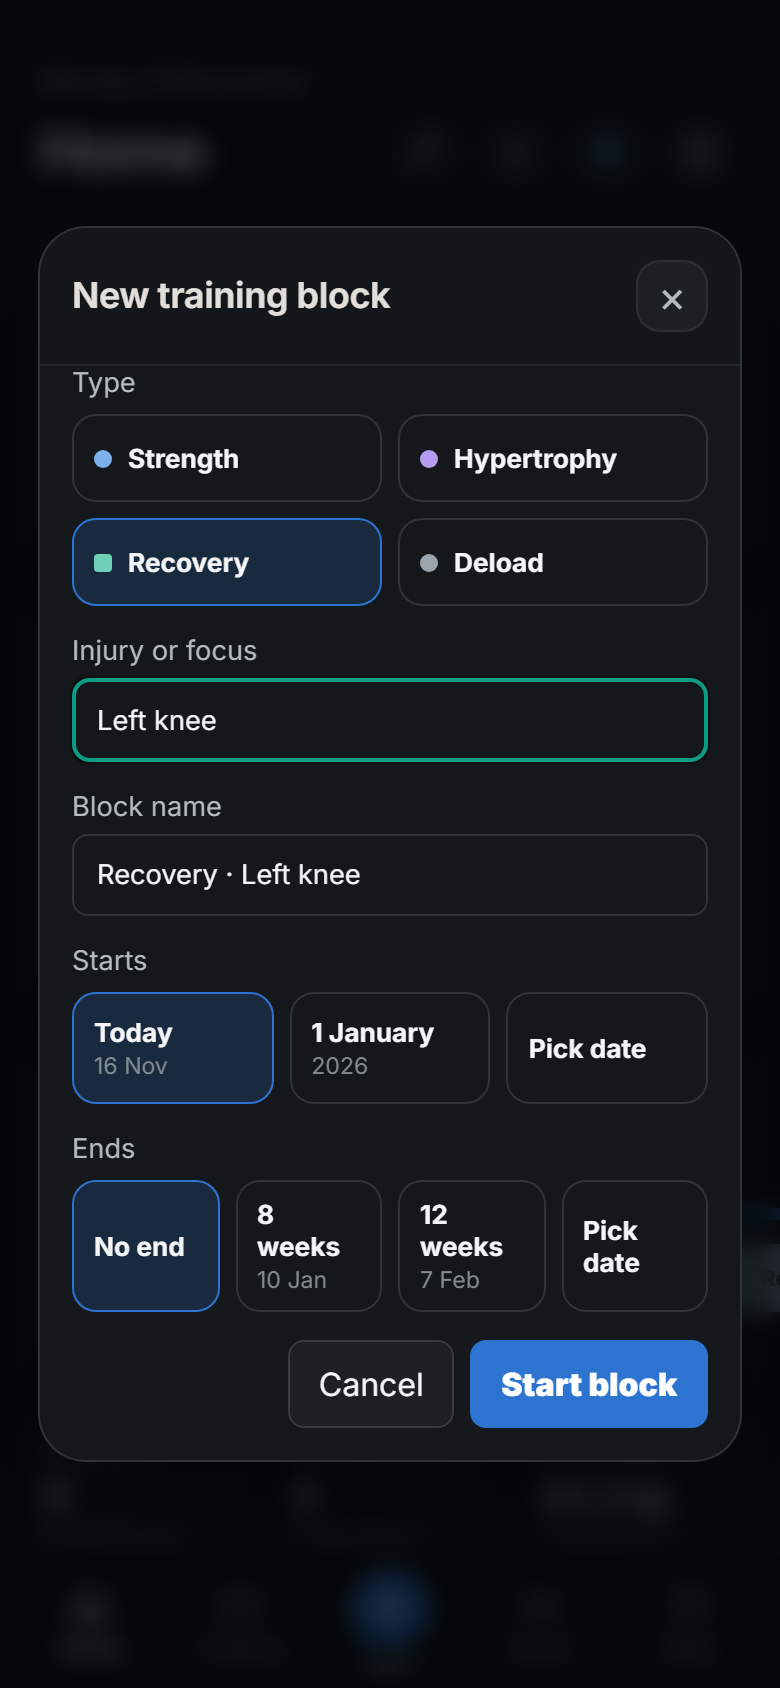 Home
New training block
Type
Strength
Hypertrophy
Recovery
Deload
Injury or focus
Left knee
Block name
Recovery · Left knee
Starts
Today
16 Nov
1 January
2026
Pick date
Ends
No end
8
weeks
10 Jan
12
weeks
7 Feb
Pick
date
Cancel
Start block